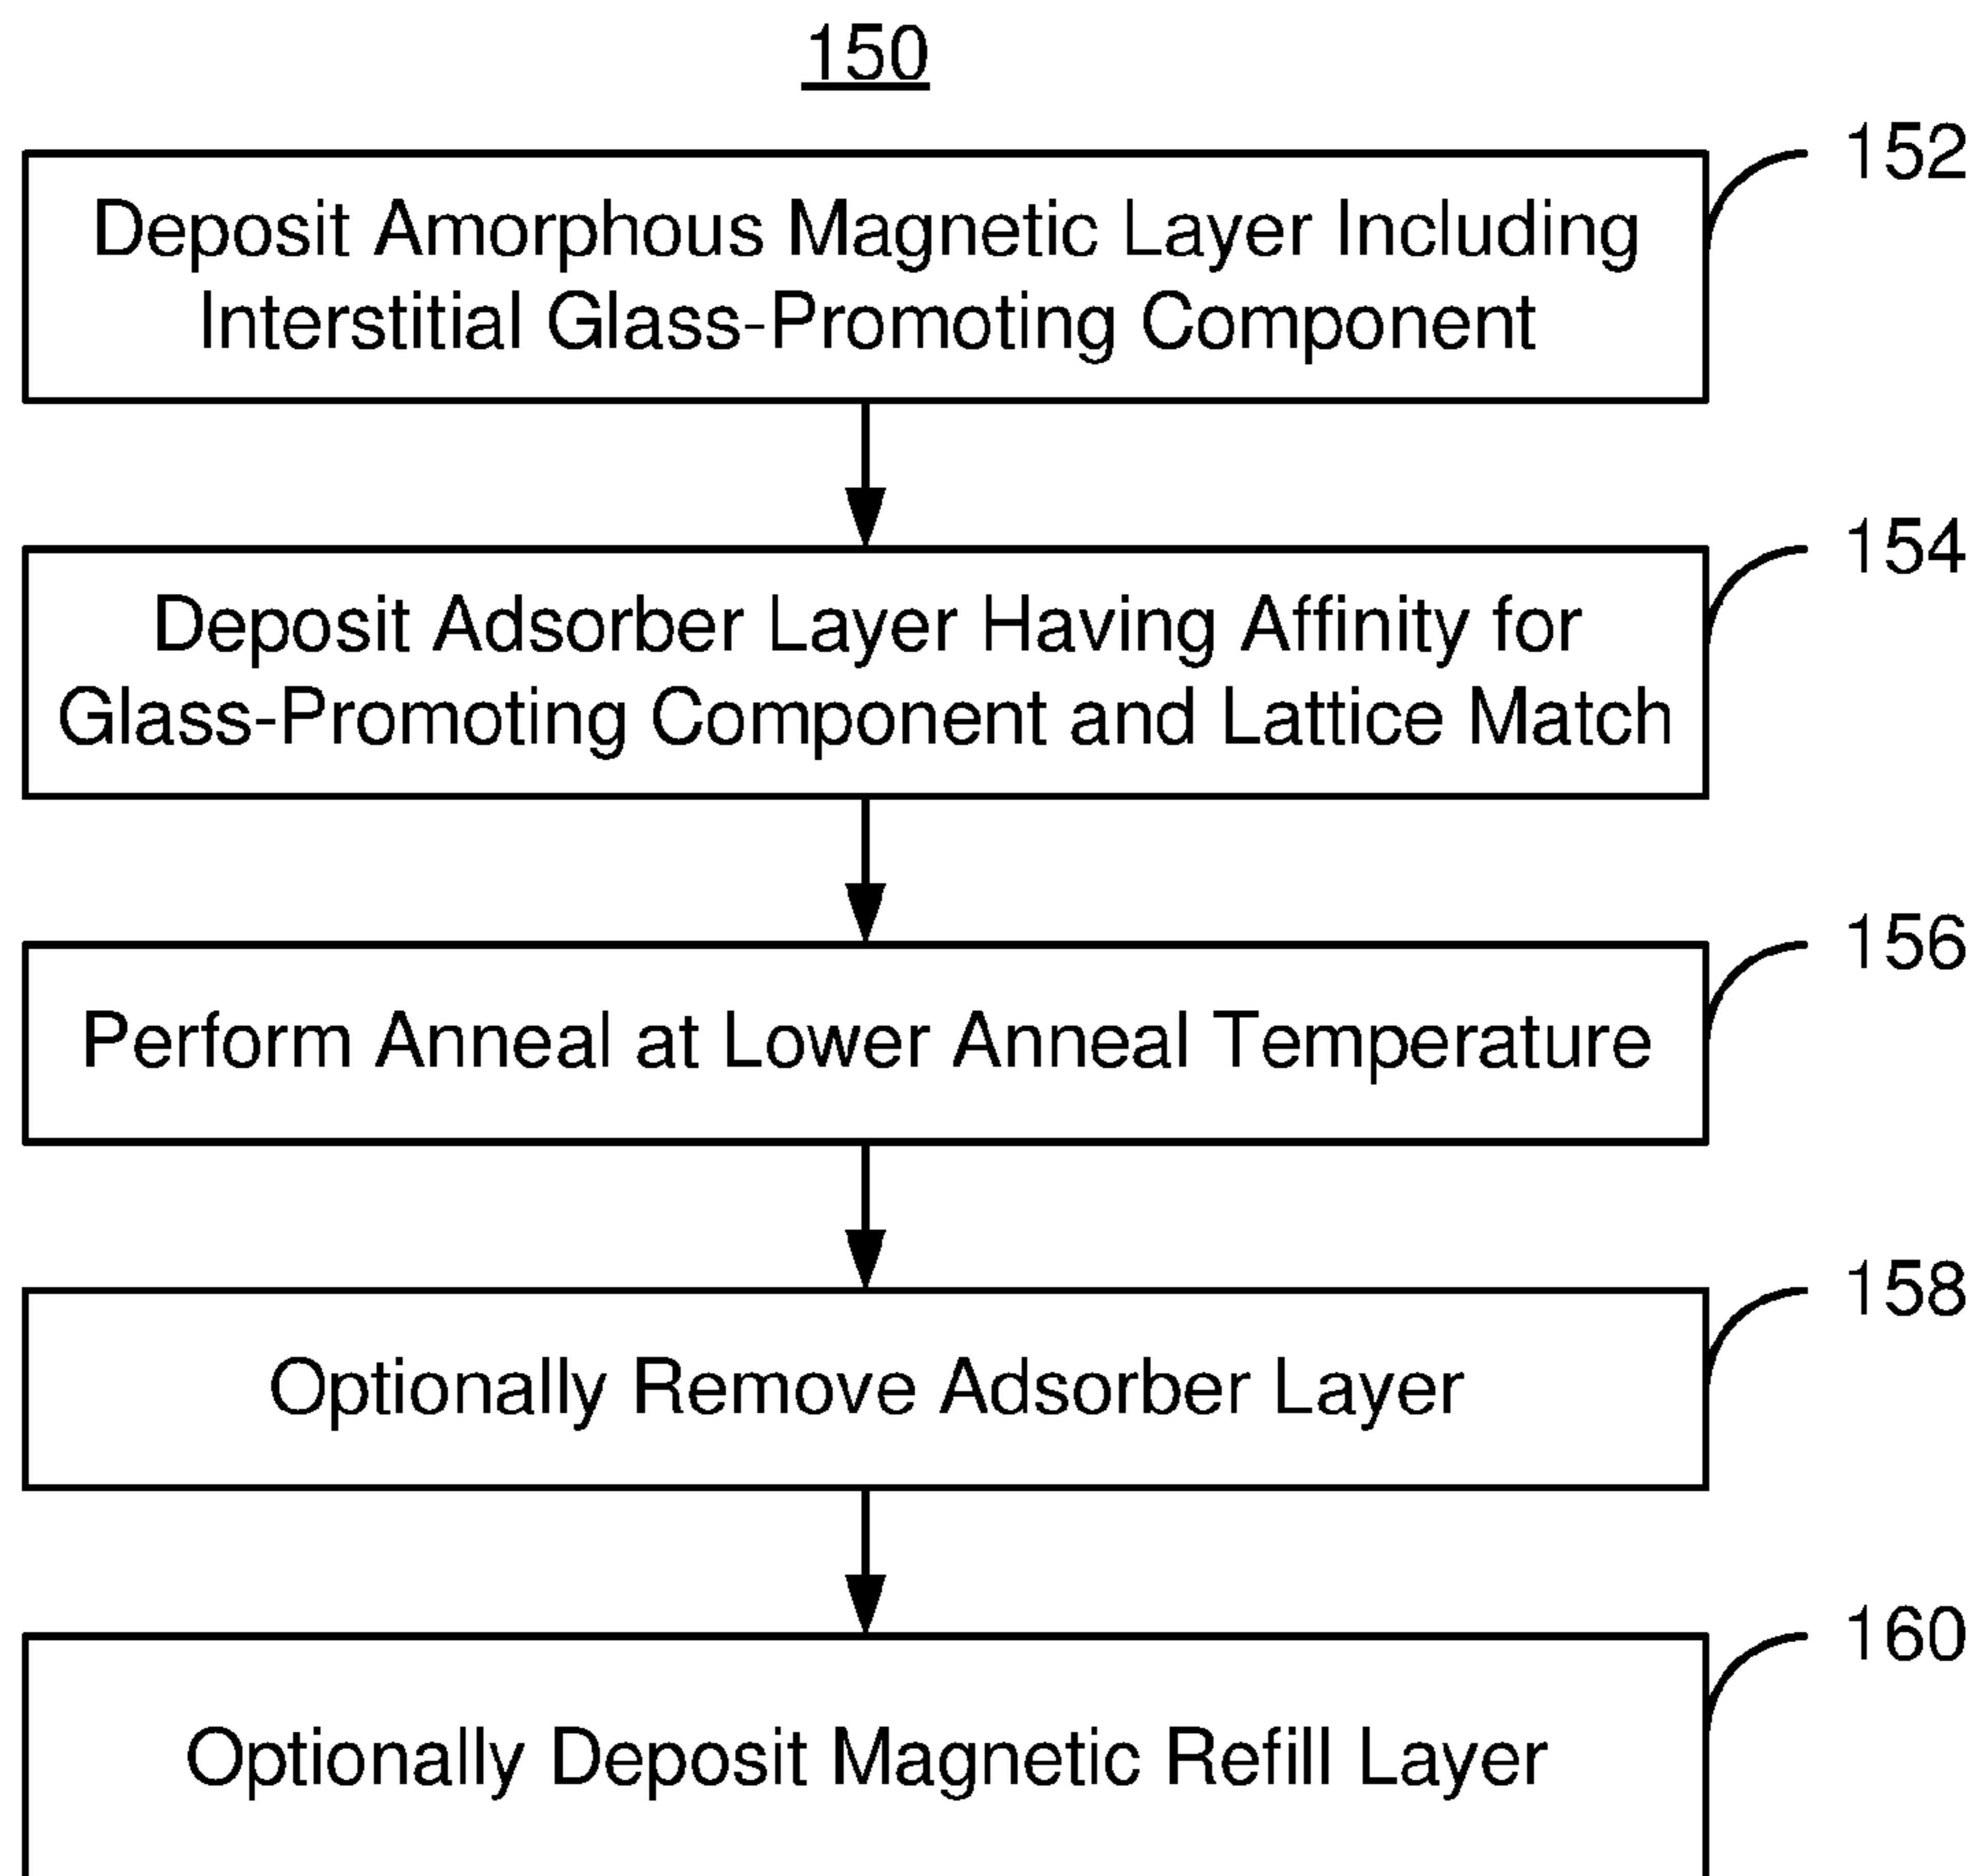 150
152
Deposit Amorphous Magnetic Layer Including
Interstitial Glass-Promoting Component
154
Deposit Adsorber Layer Having Affinity for
Glass-Promoting Component and Lattice Match
156
Perform Anneal at Lower Anneal Temperature
158
Optionally Remove Adsorber Layer
160
Optionally Deposit Magnetic Refill Layer